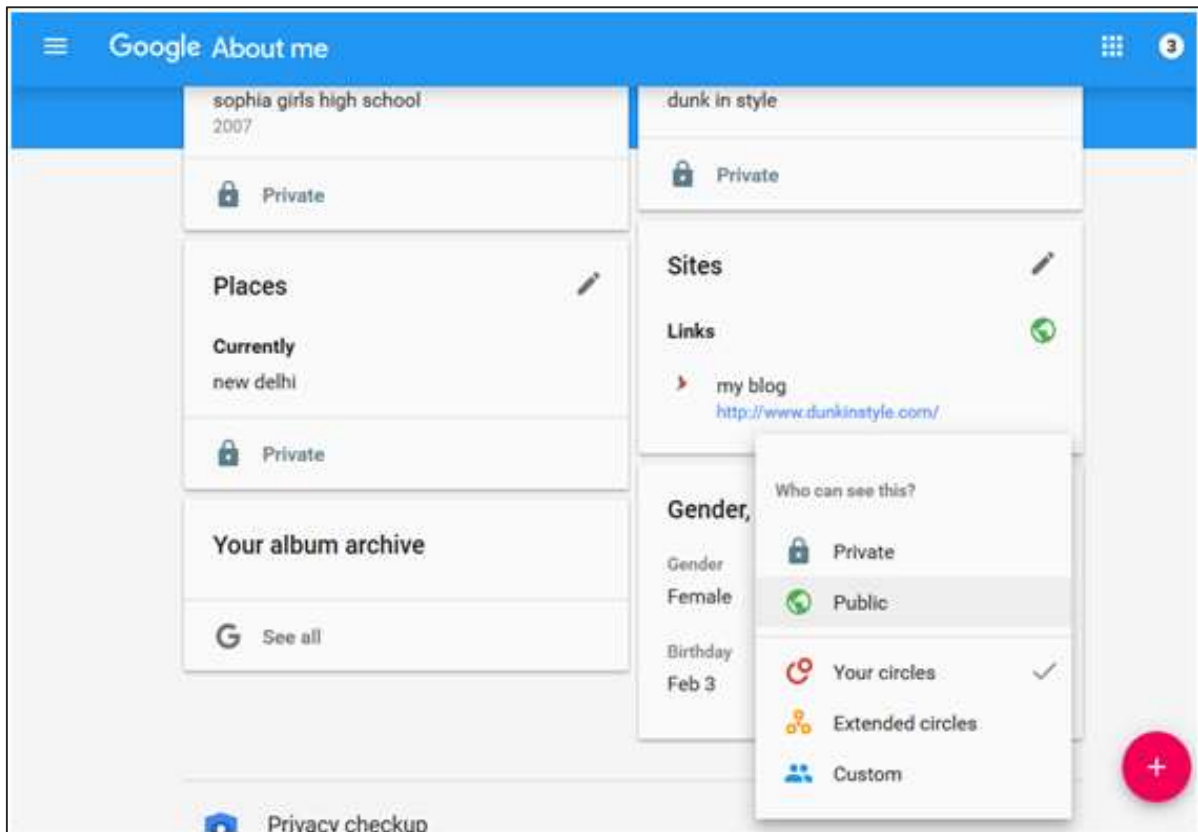 Google About me
3
sophia girls high school
2007
Private
Places
Currently
new delhi
Private
Your album archive
See all
dunk in style
Private
Sites
Links
my blog
http://www.dunkinstyle.com/
Gender,
Gender
Female
Birthday
Feb 3
Who can see this?
Private
Public
Your circles
Extended circles
Custom
+
Privacy checkup